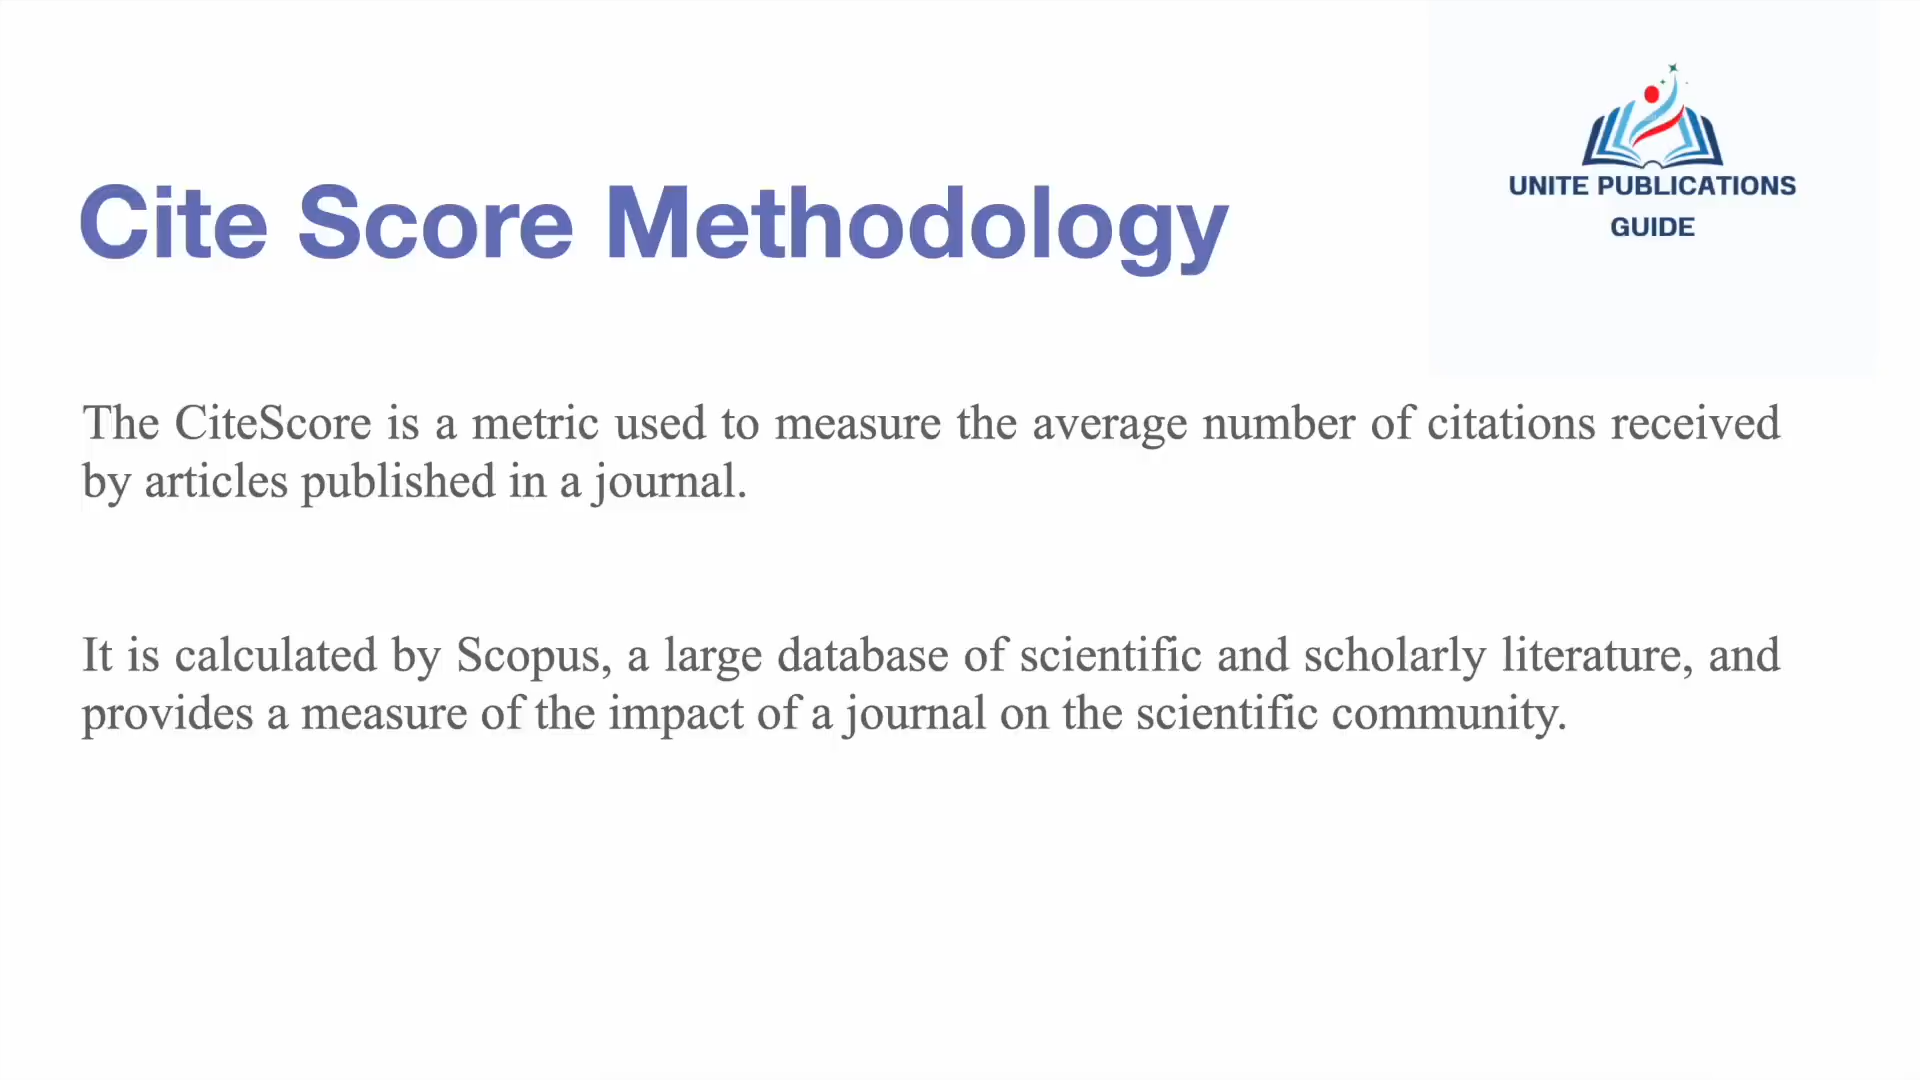 UNITE PUBLICATIONS
GUIDE
Cite Score Methodology
The CiteScore is a metric used to measure the average number of citations received
by articles published in a journal.
It is calculated by Scopus, a large database of scientific and scholarly literature, and
provides a measure of the impact of a journal on the scientific community.